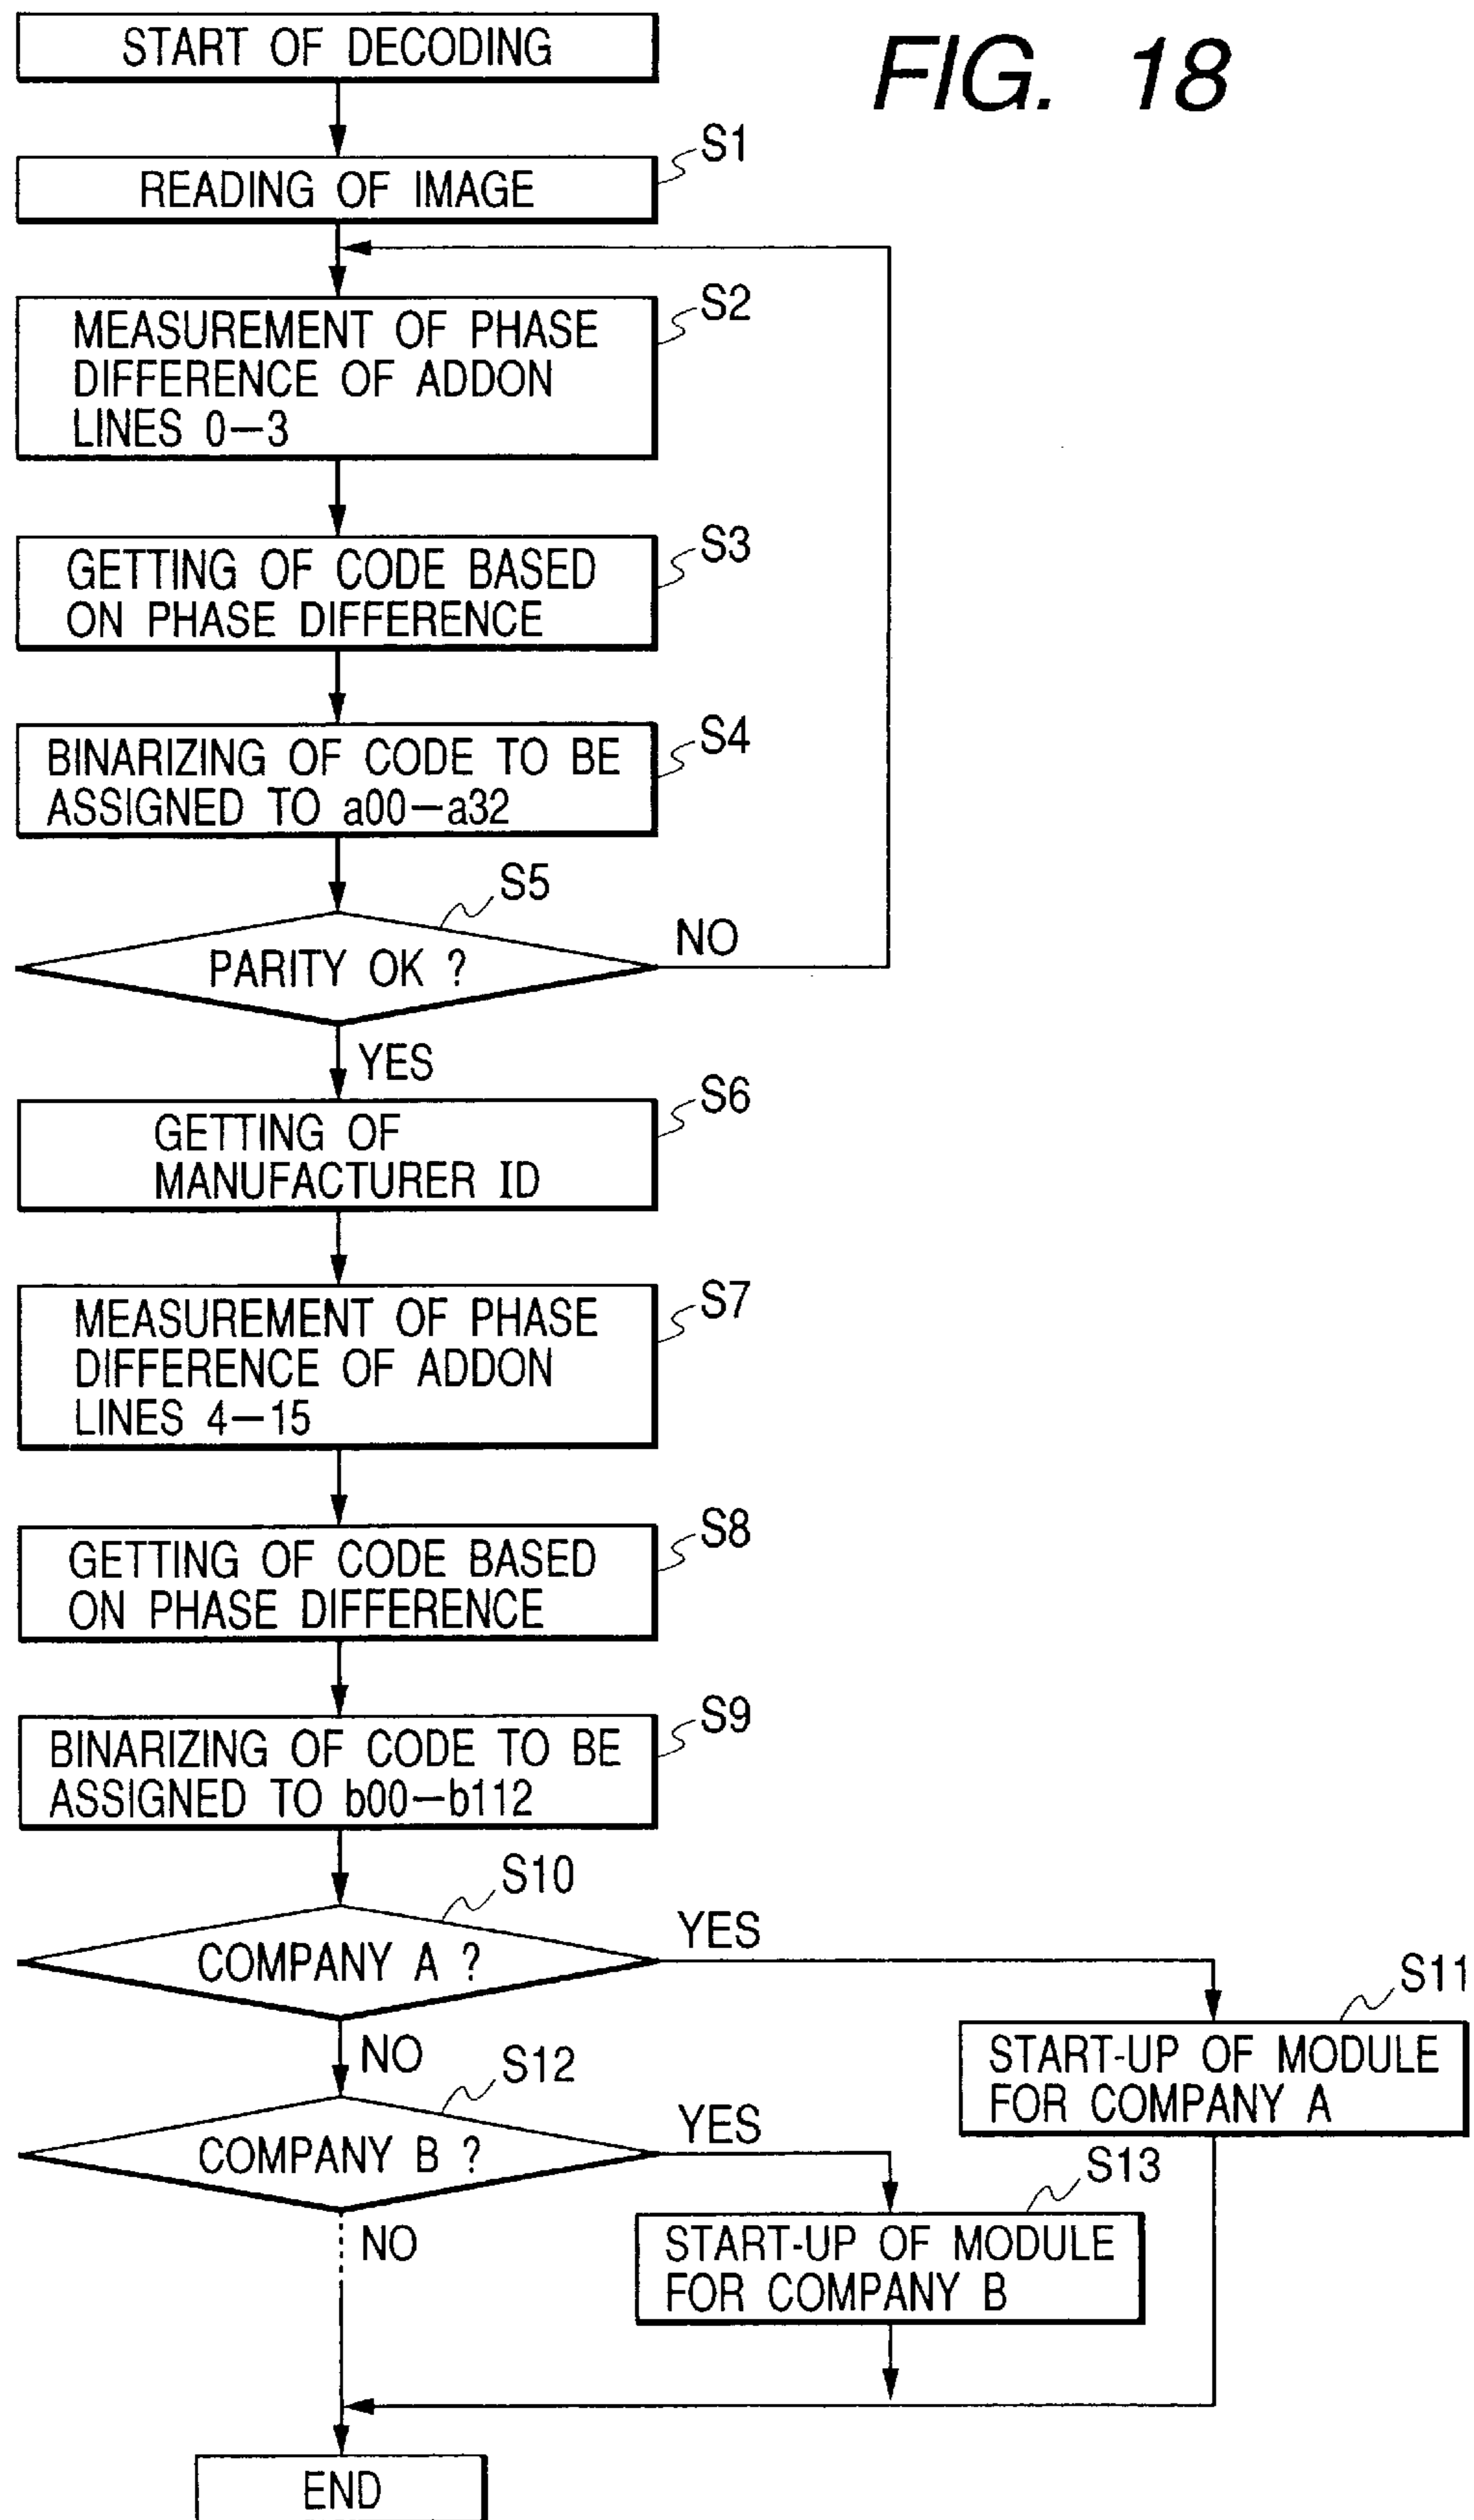 START OF DECODING
FIG. 18
S1
READING OF IMAGE
S2
MEASUREMENT OF PHASE
DIFFERENCE OF ADDON
LINES 0–3
S3
GETTING OF CODE BASED
ON PHASE DIFFERENCE
S4
BINARIZING OF CODE TO BE
ASSIGNED TO a00–a32
S5
PARITY OK ?
NO
YES
S6
GETTING OF
MANUFACTURER ID
S7
MEASUREMENT OF PHASE
DIFFERENCE OF ADDON
LINES 4–15
S8
GETTING OF CODE BASED
ON PHASE DIFFERENCE
S9
BINARIZING OF CODE TO BE
ASSIGNED TO b00–b112
S10
COMPANY A ?
YES
S11
START-UP OF MODULE
FOR COMPANY A
NO
S12
COMPANY B ?
YES
S13
START-UP OF MODULE
FOR COMPANY B
NO
END